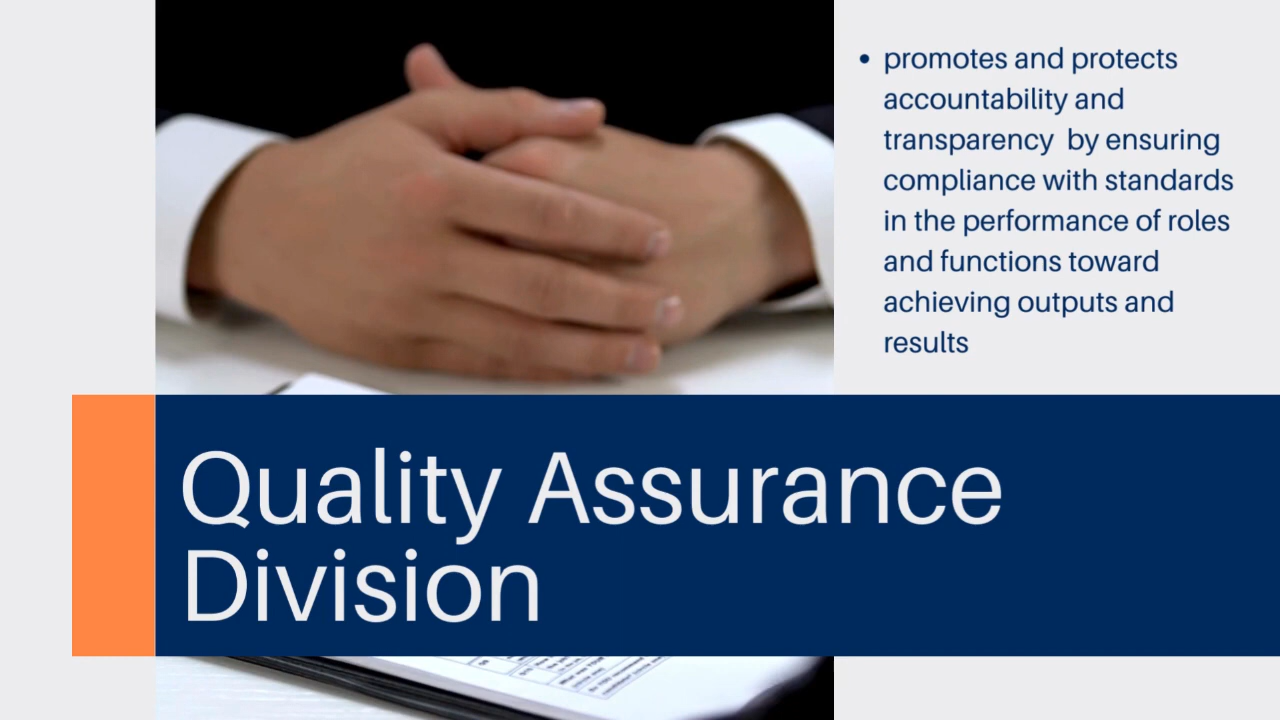 • promotes and protects
accountability and
transparency by ensuring
compliance with standards
in the performance of roles
and functions toward
achieving outputs and
results
Quality Assurance
Division